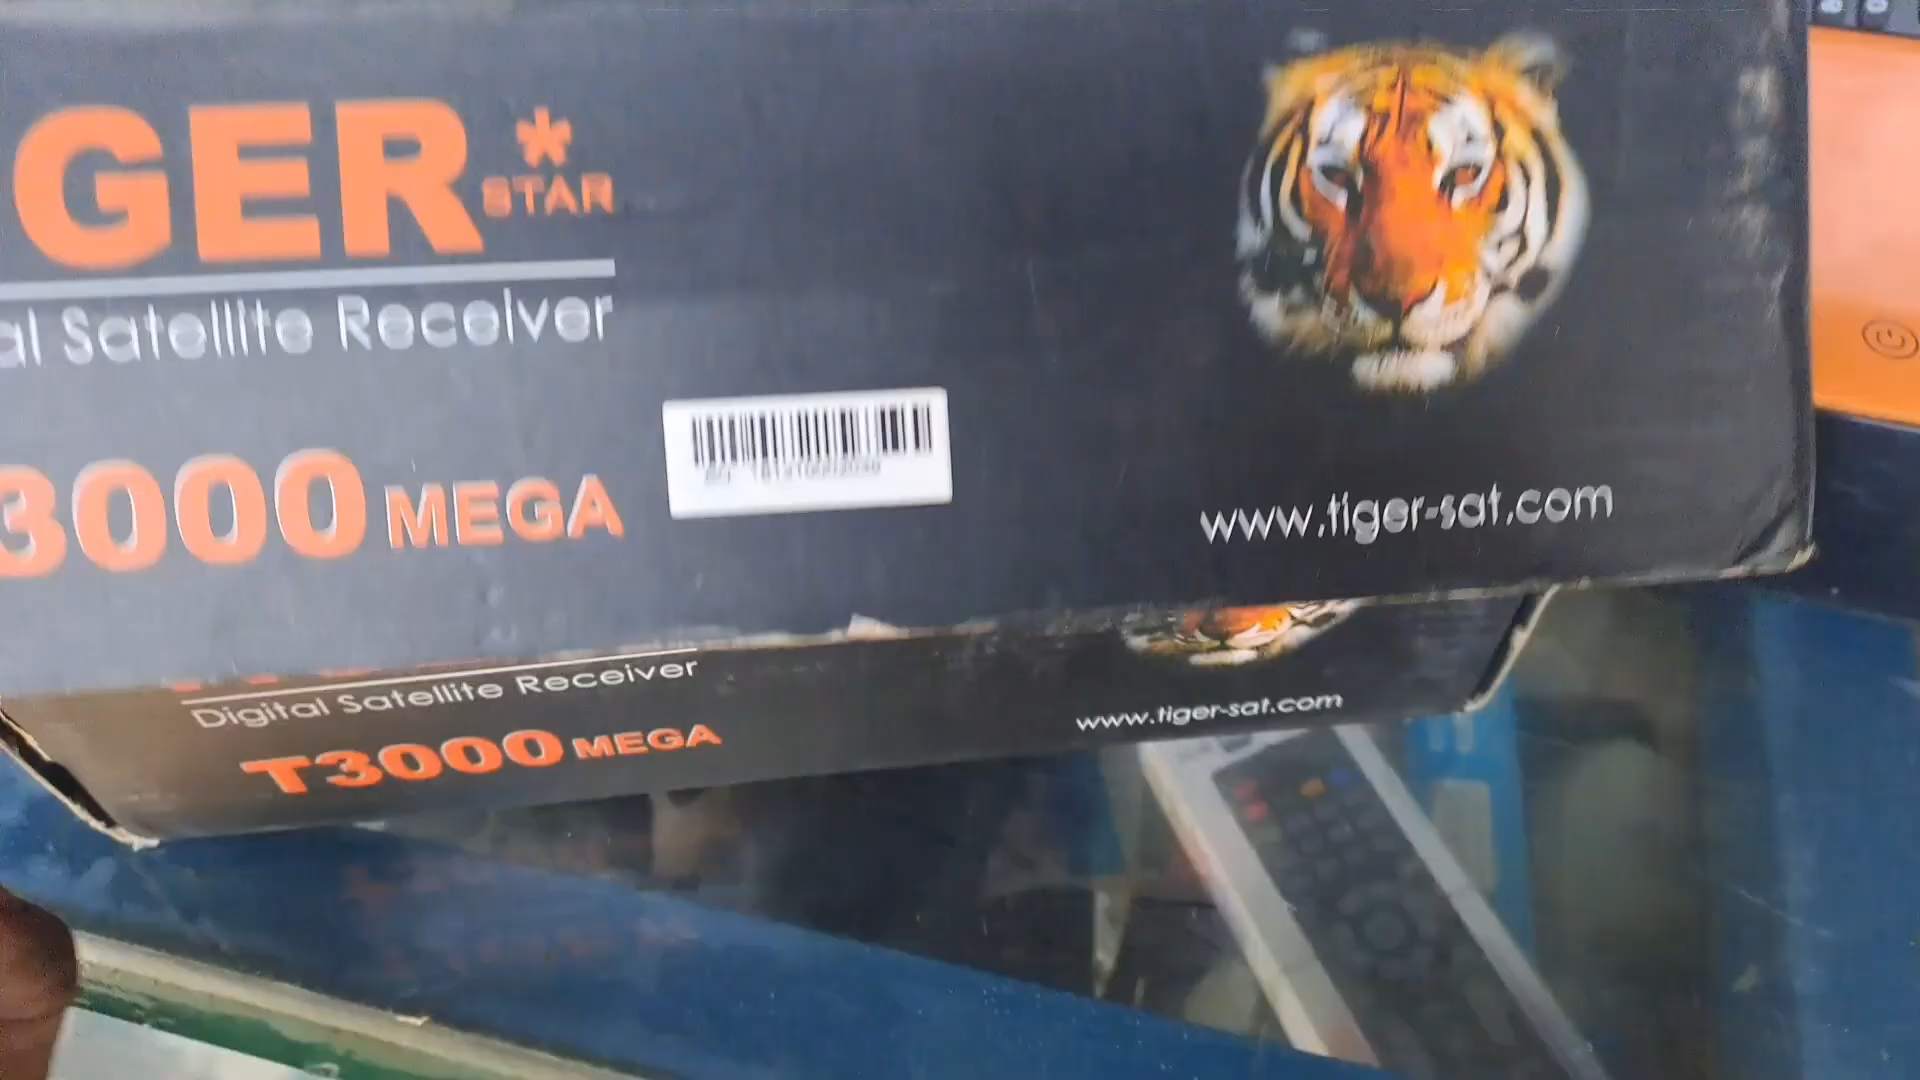 GER*
STAR
al Satellite Receiver
3000 MEGA
www.tiger-sat.com
Digital Satellite Receiver
T3000 MEGA
www.tiger-sat.com